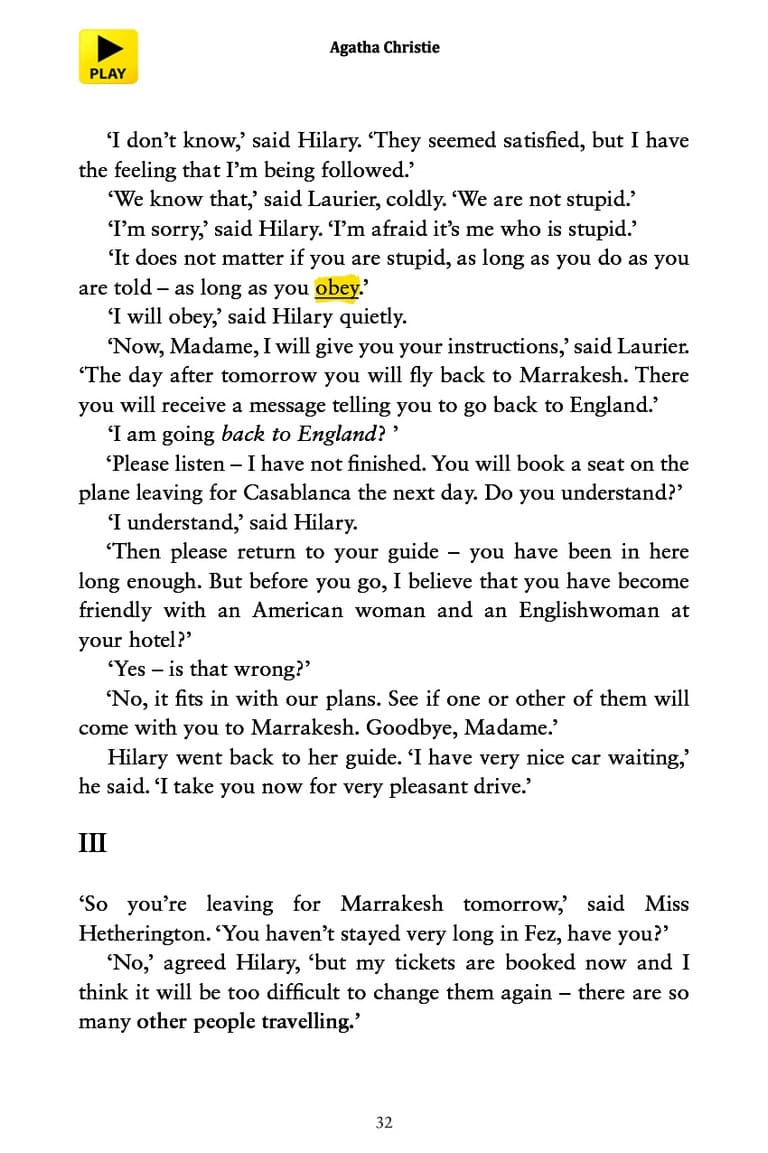 PLAY
Agatha Christie
‘I don’t know,’ said Hilary. ‘They seemed satisfied, but I have
the feeling that I’m being followed.’
‘We know that,’ said Laurier, coldly. ‘We are not stupid.’
‘I’m sorry,’ said Hilary. ‘I’m afraid it’s me who is stupid.’
‘It does not matter if you are stupid, as long as you do as you
are told – as long as you obey.’
‘I will obey,’ said Hilary quietly.
‘Now, Madame, I will give you your instructions,’ said Laurier.
‘The day after tomorrow you will fly back to Marrakesh. There
you will receive a message telling you to go back to England.’
‘I am going back to England? ’
‘Please listen – I have not finished. You will book a seat on the
plane leaving for Casablanca the next day. Do you understand?’
‘I understand,’ said Hilary.
‘Then please return to your guide – you have been in here
long enough. But before you go, I believe that you have become
friendly with an American woman and an Englishwoman at
your hotel?’
‘Yes – is that wrong?’
‘No, it fits in with our plans. See if one or other of them will
come with you to Marrakesh. Goodbye, Madame.’
Hilary went back to her guide. ‘I have very nice car waiting,’
he said. ‘I take you now for very pleasant drive.’
III
‘So you’re leaving for Marrakesh tomorrow,’ said Miss
Hetherington. ‘You haven’t stayed very long in Fez, have you?’
‘No,’ agreed Hilary, ‘but my tickets are booked now and I
think it will be too difficult to change them again – there are so
many other people travelling.’
32